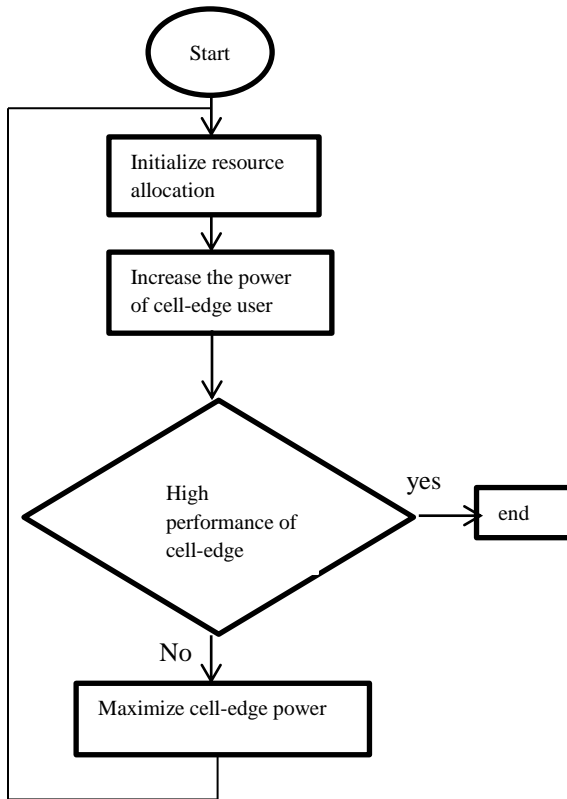 Start
Initialize resource
allocation
Increase the power
of cell-edge user
High
performance of
cell-edge
yes
end
No
Maximize cell-edge power